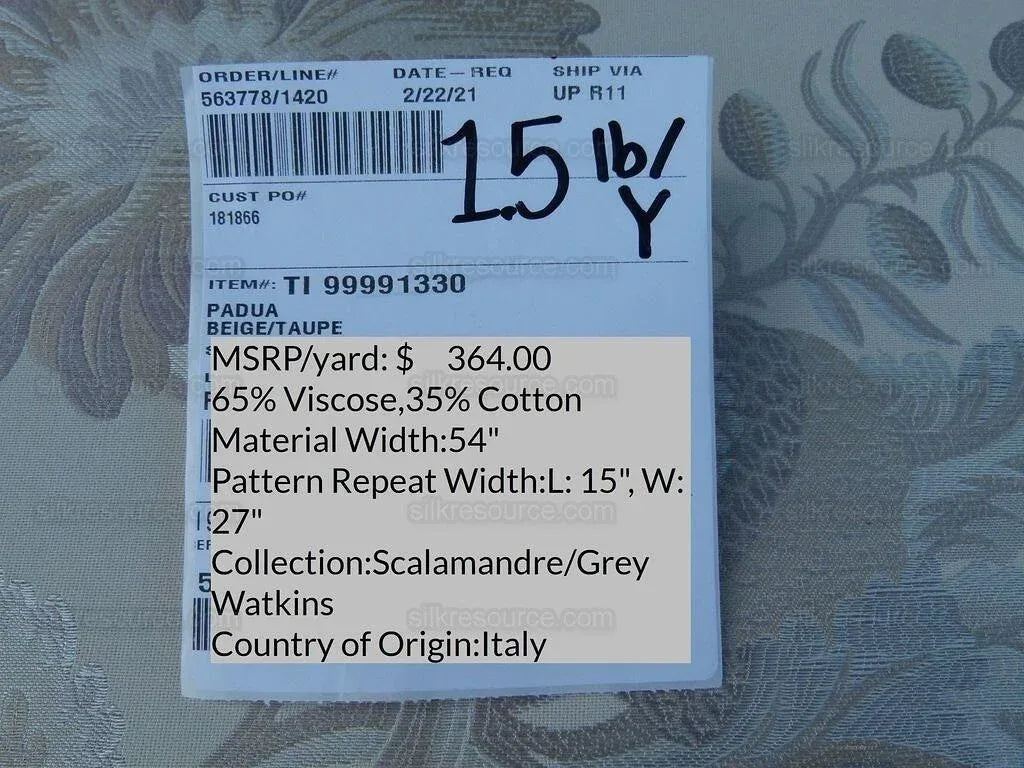 ORDER/LINE# DATE-REQ SHIP VIA
563778/1420 2/22/21 UP R11
1.5 lb/
Y
CUST PO#
181866
ITEM#: TI 99991330
PADUA
BEIGE/TAUPE
MSRP/yard: $ 364.00
65% Viscose,35% Cotton
Material Width:54"
Pattern Repeat Width:L: 15", W:
27"
Collection:Scalamandre/Grey
Watkins
Country of Origin:Italy
silkresource.com